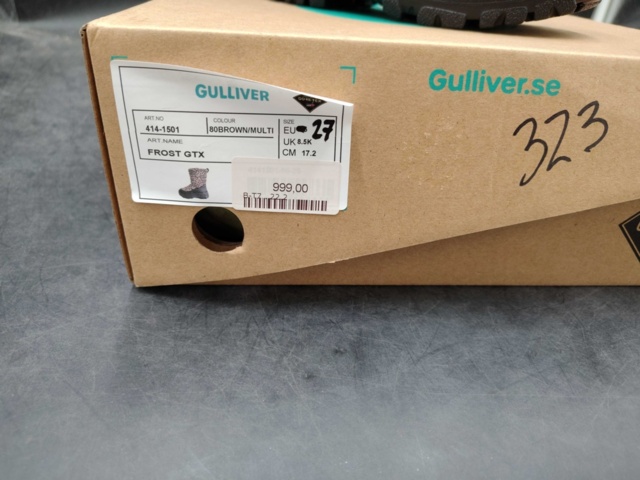 Gulliver.se
323
GULLIVER
ART NO COLOUR SIZE
414-1501 80BROWN/MULTI EU 27
ART NAME UK 8.5K
FROST GTX CM 17.2
999,00